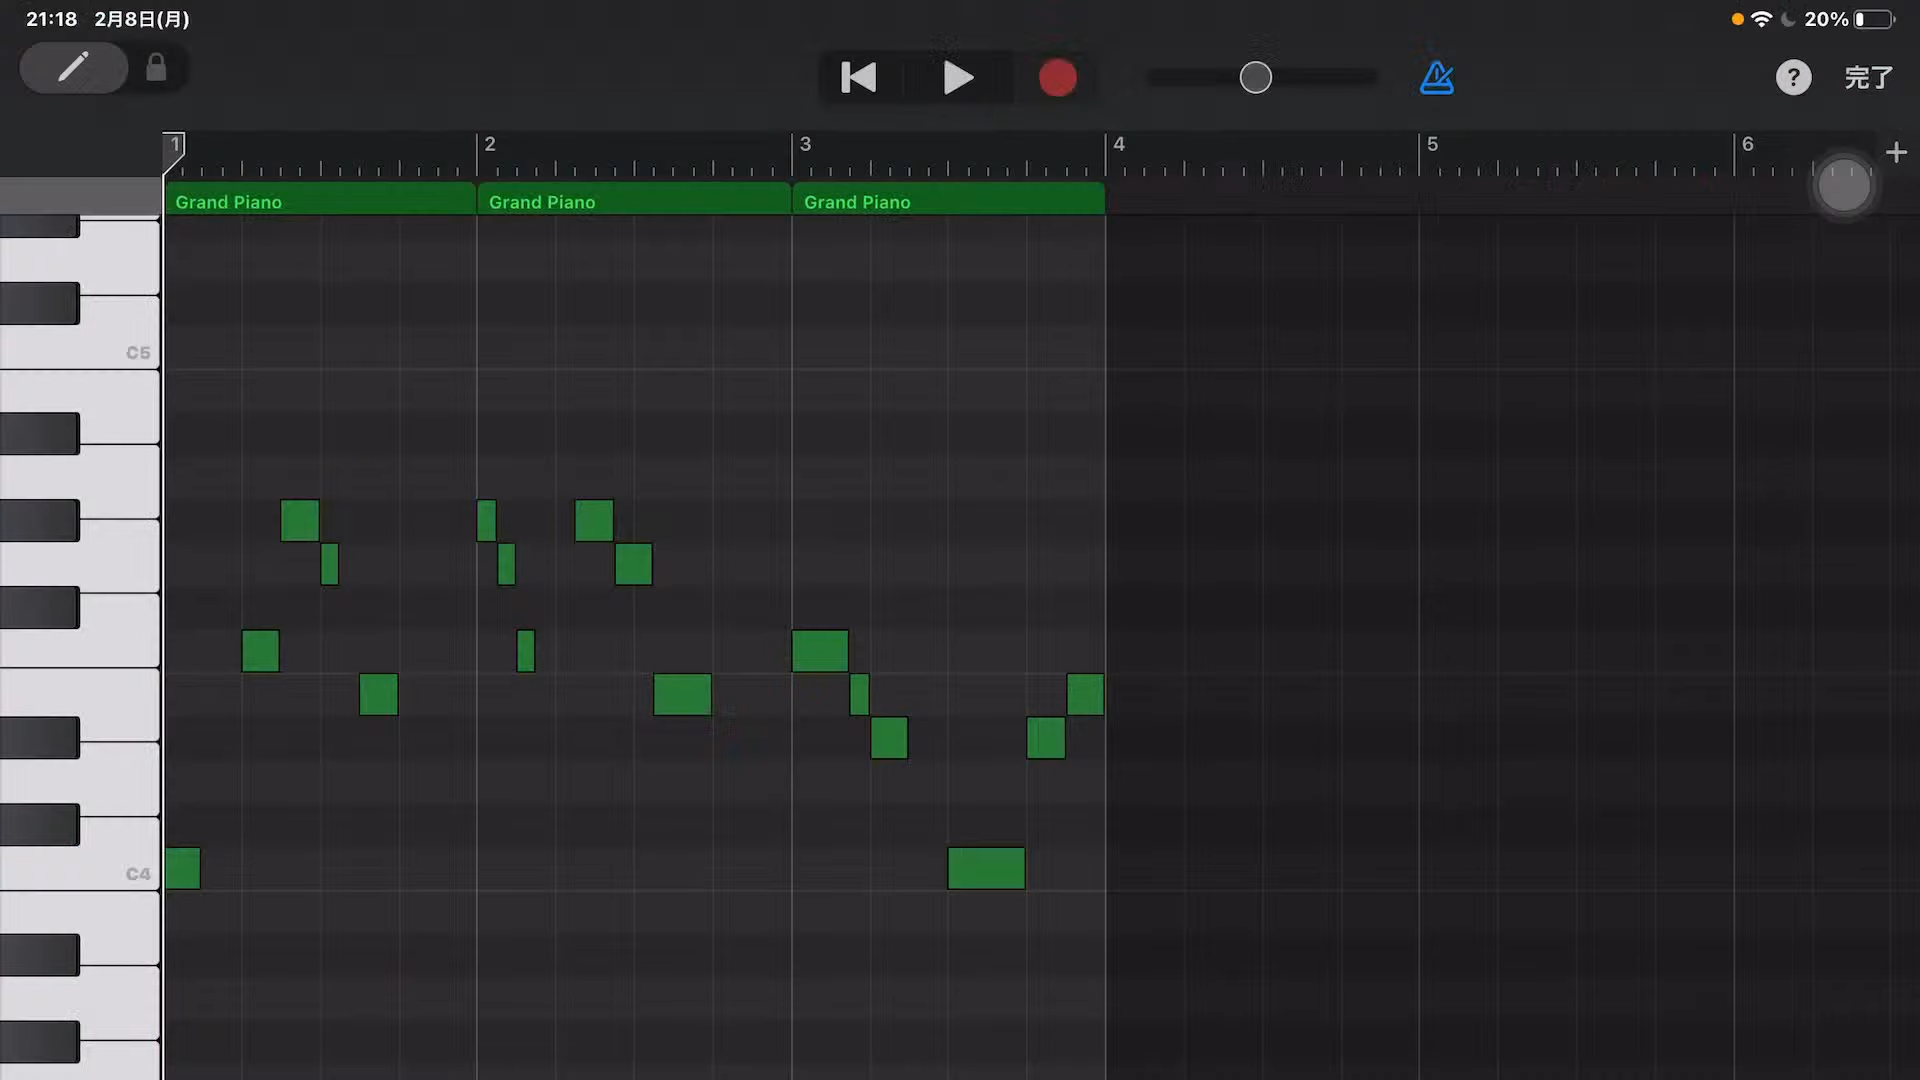 21:18 2月8日(月) 20%
? 完了
1 2 3 4 5 6 +
Grand Piano Grand Piano Grand Piano
C5
C4